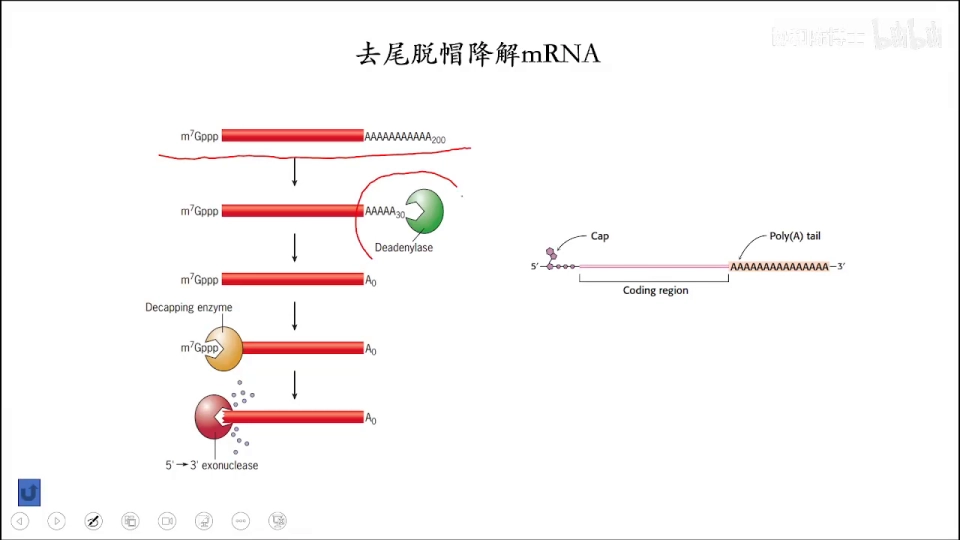 去尾脱帽降解mRNA
m⁷Gppp AAAAAAAAAAA₂₀₀
m⁷Gppp AAAAA₃₀
Deadenylase
m⁷Gppp A₀
Decapping enzyme
m⁷Gppp A₀
A₀
5' → 3' exonuclease
Cap
Poly(A) tail
5′ AAAAAAAAAAAAAAA 3′
Coding region